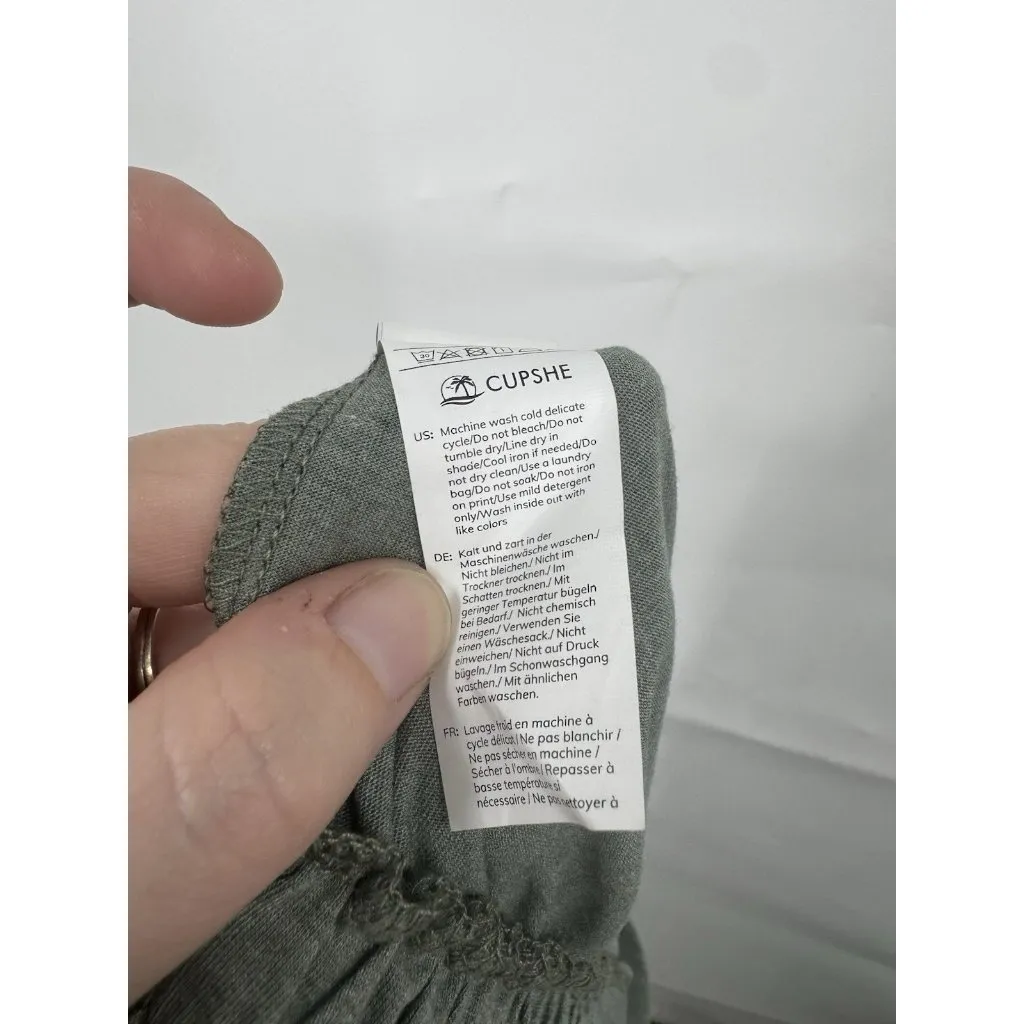 30
CUPSHE
US: Machine wash cold delicate
cycle/Do not bleach/Do not
tumble dry/Line dry in
shade/Cool iron if needed/Do
not dry clean/Use a laundry
bag/Do not soak/Do not iron
on print/Use mild detergent
only/Wash inside out with
like colors
DE: Kalt und zart in der
Maschinenwäsche waschen./
Nicht bleichen./ Nicht im
Trockner trocknen./ Im
Schatten trocknen./ Mit
geringer Temperatur bügeln
bei Bedarf./ Nicht chemisch
reinigen./ Verwenden Sie
einen Wäschesack./ Nicht
einweichen/ Nicht auf Druck
bügeln./ Im Schonwaschgang
waschen./ Mit ähnlichen
Farben waschen.
FR: Lavage froid en machine à
cycle délicat/ Ne pas blanchir /
Ne pas sécher en machine /
Sécher à l'ombre / Repasser à
basse température si
nécessaire / Ne pas nettoyer à